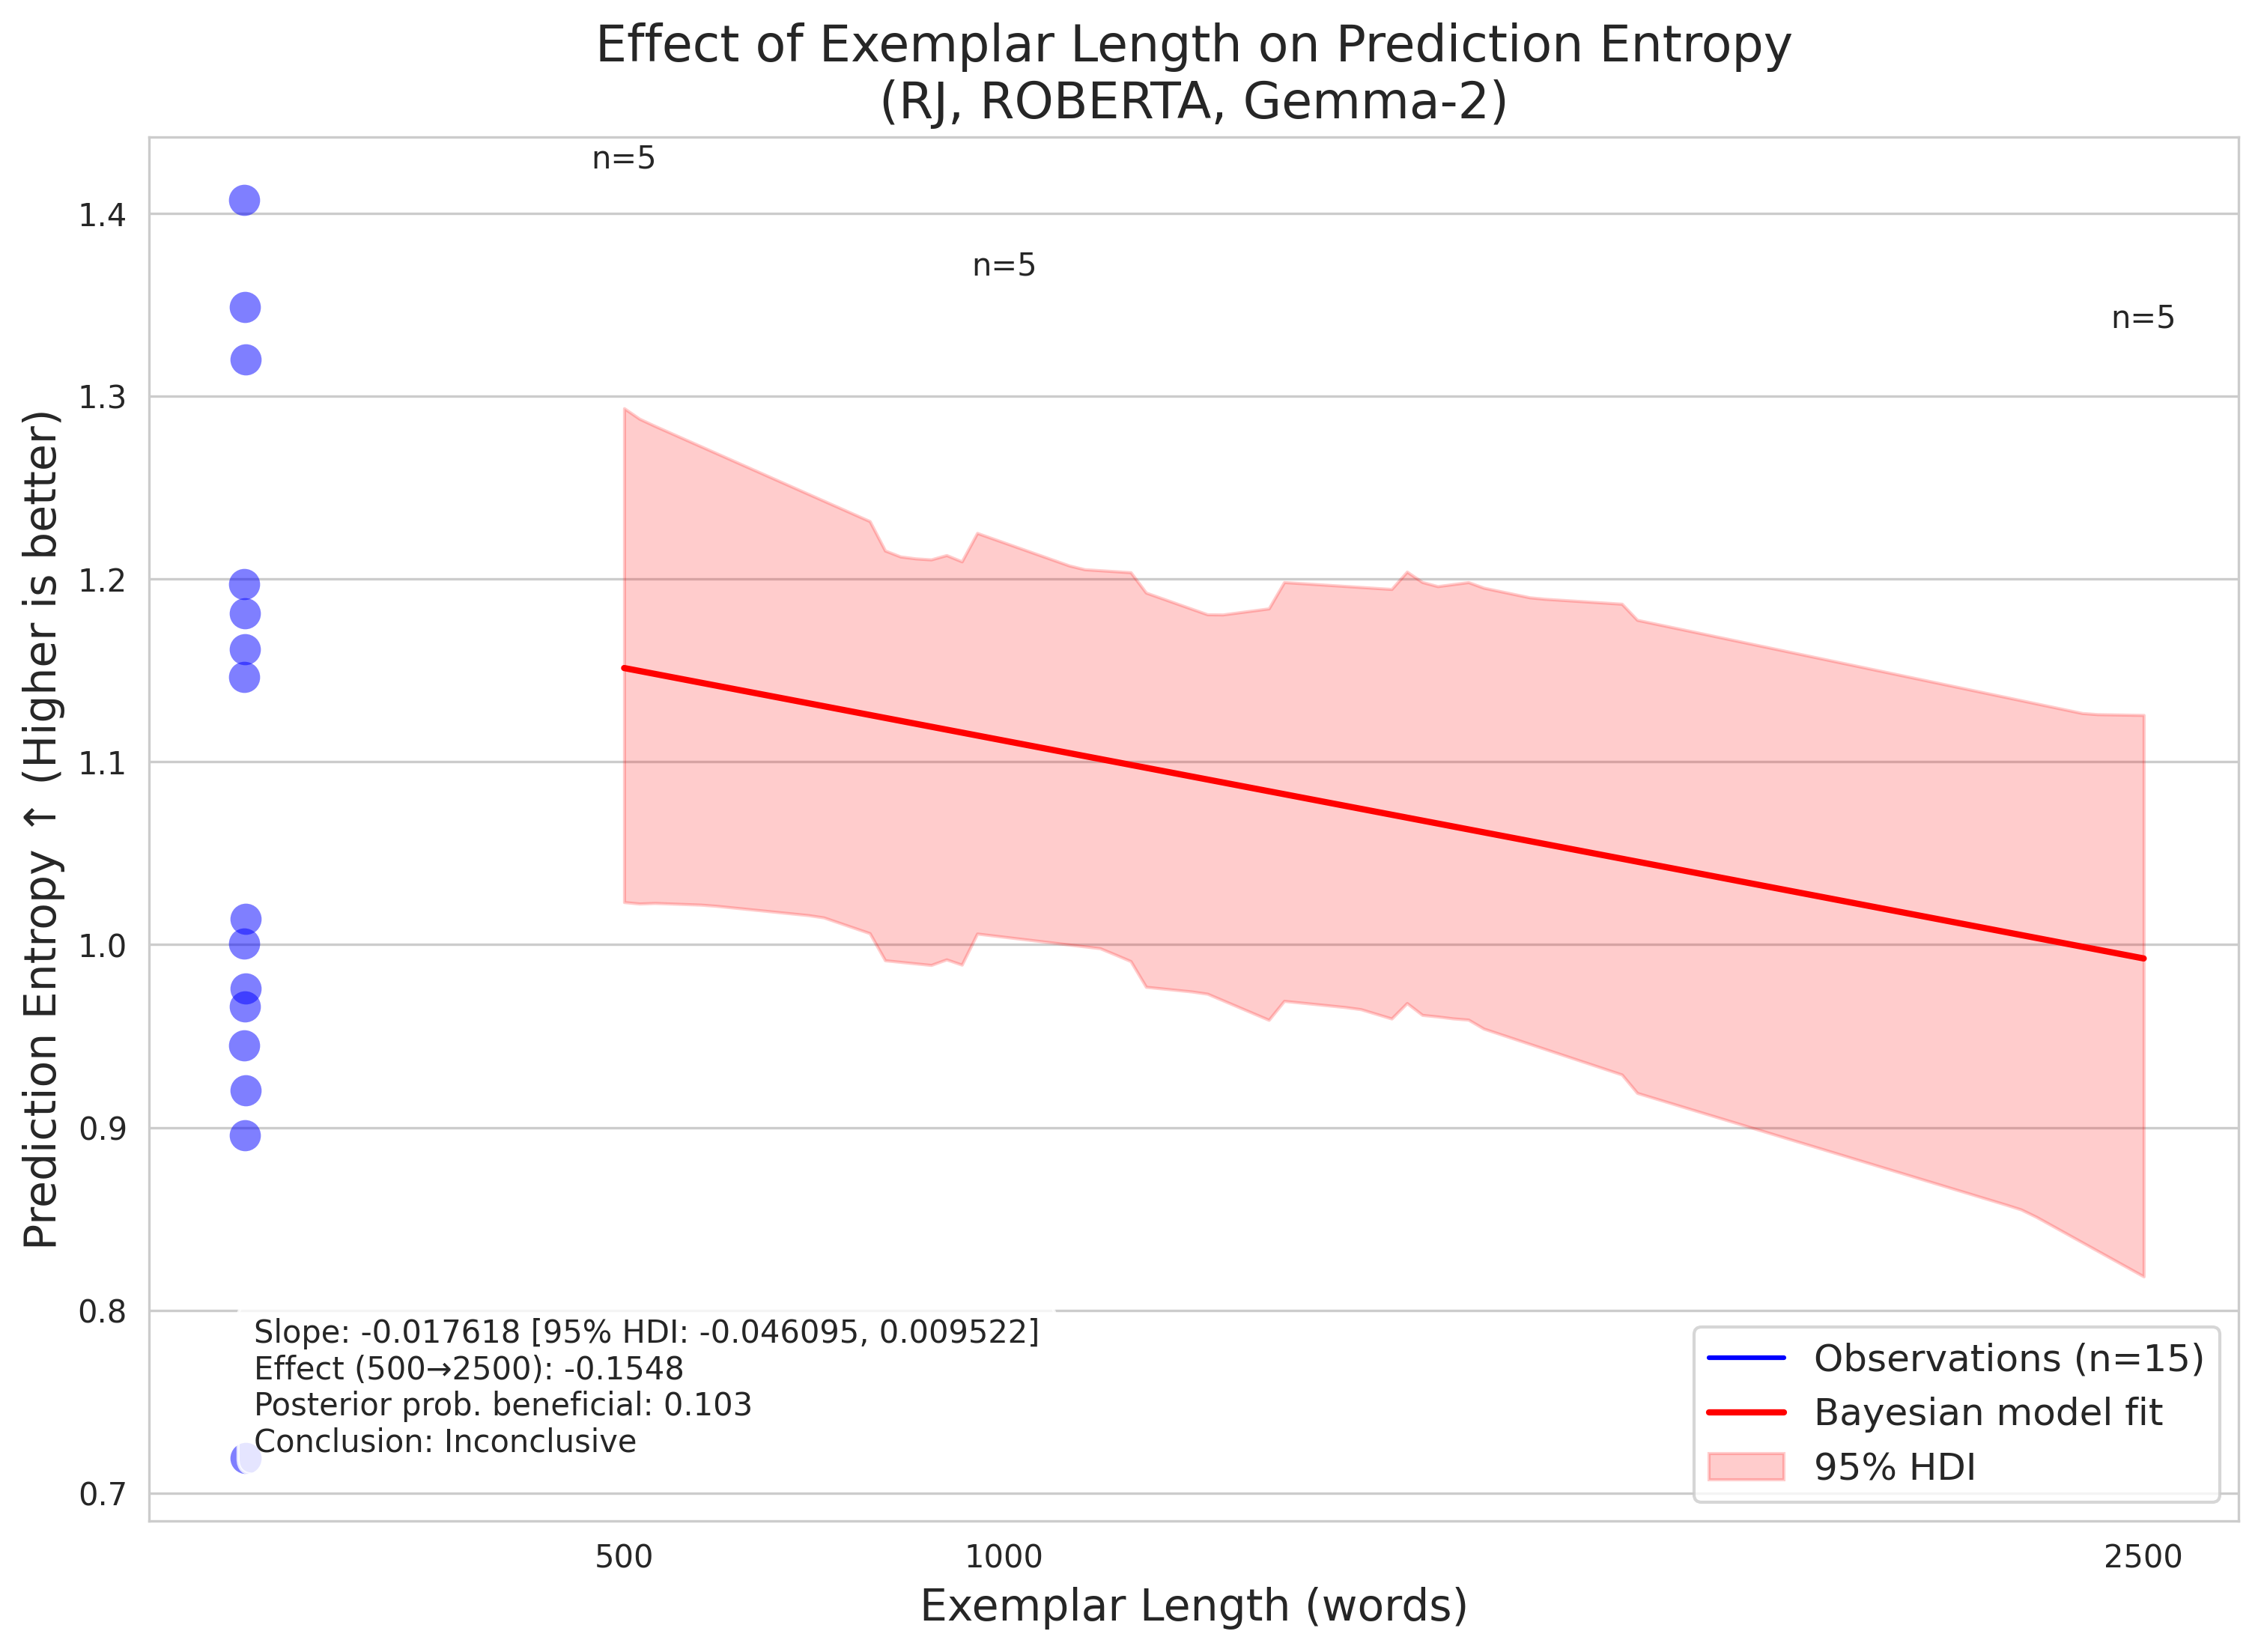 Effect of Exemplar Length on Prediction Entropy
(RJ, ROBERTA, Gemma-2)
n=5
n=5
n=5
1.4
1.3
1.2
1.1
1.0
0.9
0.8
0.7
Prediction Entropy ↑ (Higher is better)
Slope: -0.017618 [95% HDI: -0.046095, 0.009522]
Effect (500→2500): -0.1548
Posterior prob. beneficial: 0.103
Conclusion: Inconclusive
Observations (n=15)
Bayesian model fit
95% HDI
500
1000
2500
Exemplar Length (words)